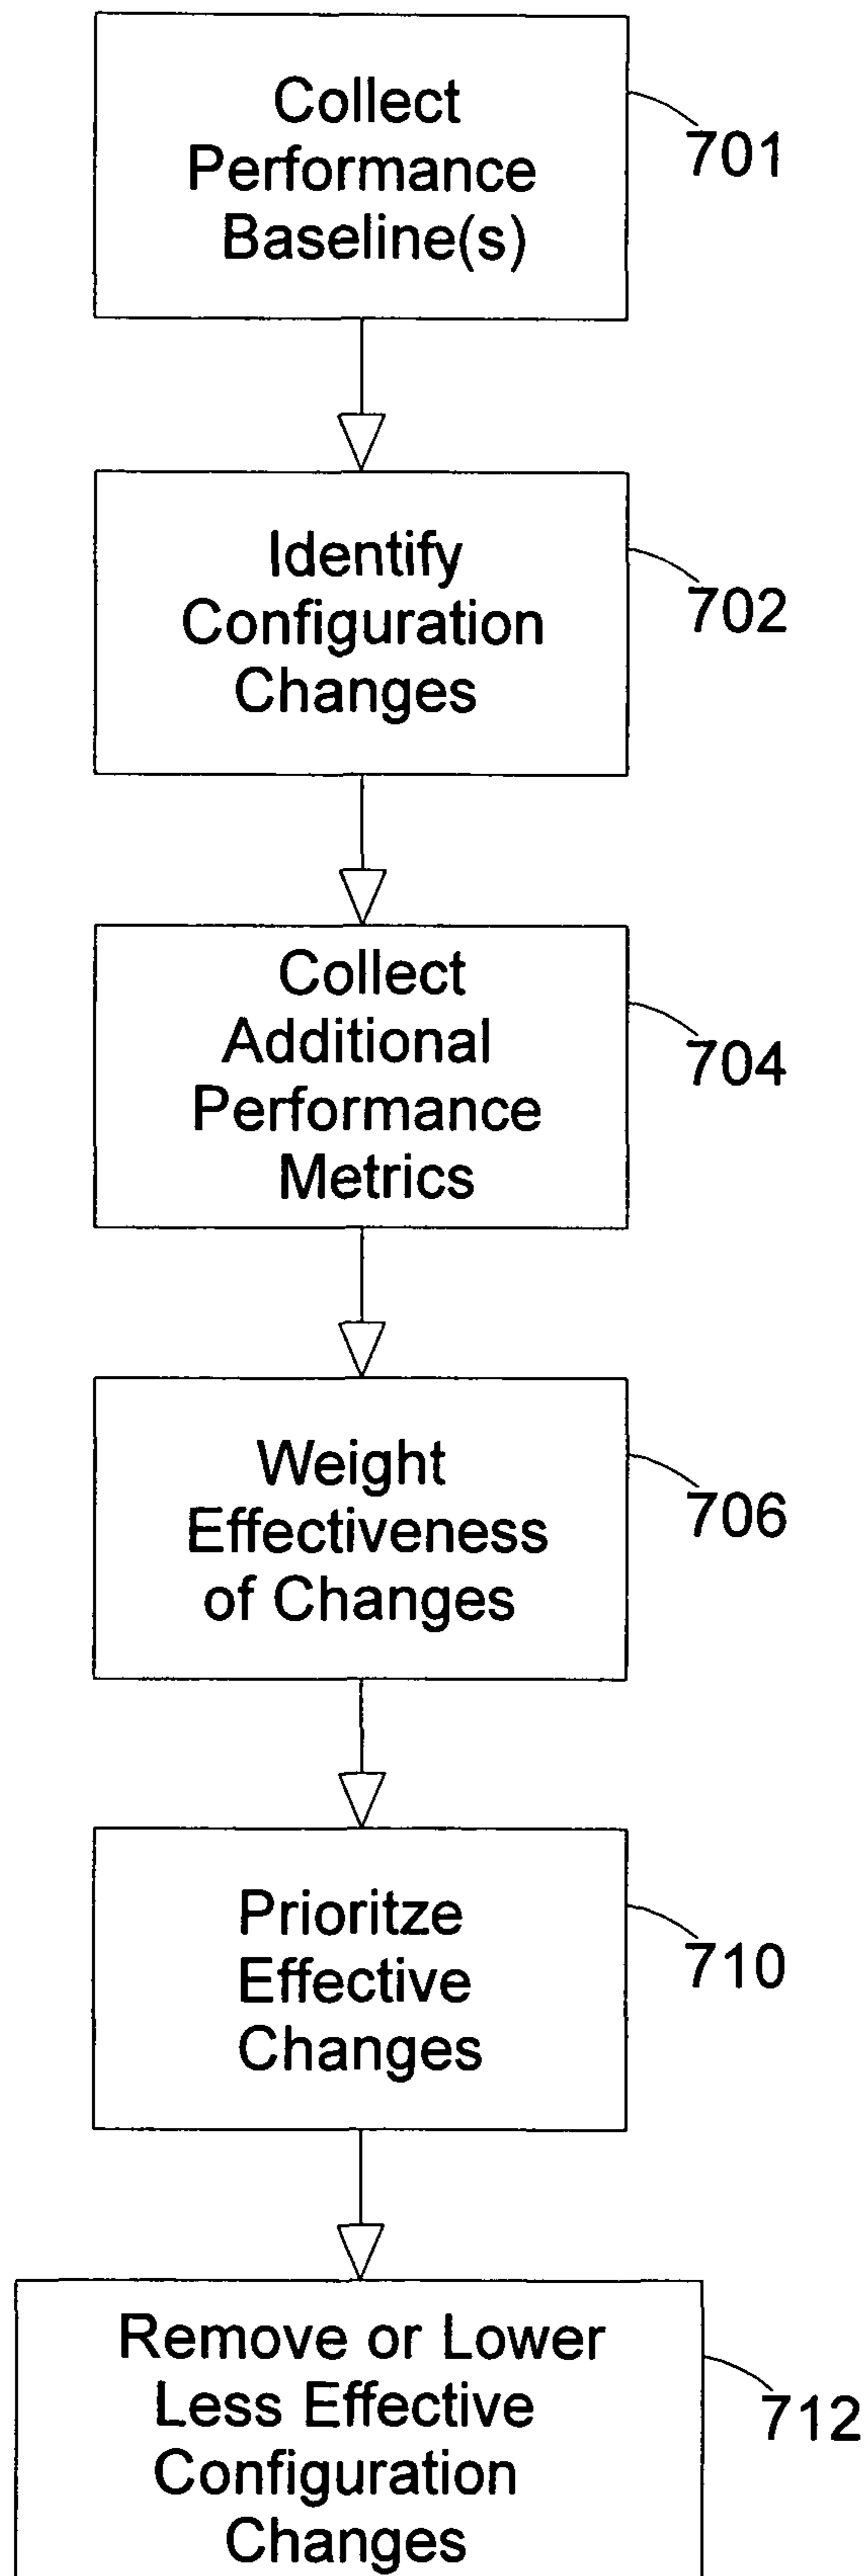 Collect
Performance
Baseline(s)
701
Identify
Configuration
Changes
702
Collect
Additional
Performance
Metrics
704
Weight
Effectiveness
of Changes
706
Prioritze
Effective
Changes
710
Remove or Lower
Less Effective
Configuration
Changes
712